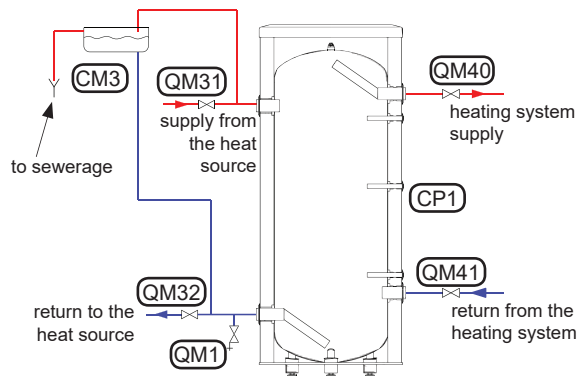 CM3
QM31
supply from
the heat
source
to sewerage
QM40
heating system
supply
CP1
QM32
return to the
heat source
QM1
QM41
return from the
heating system